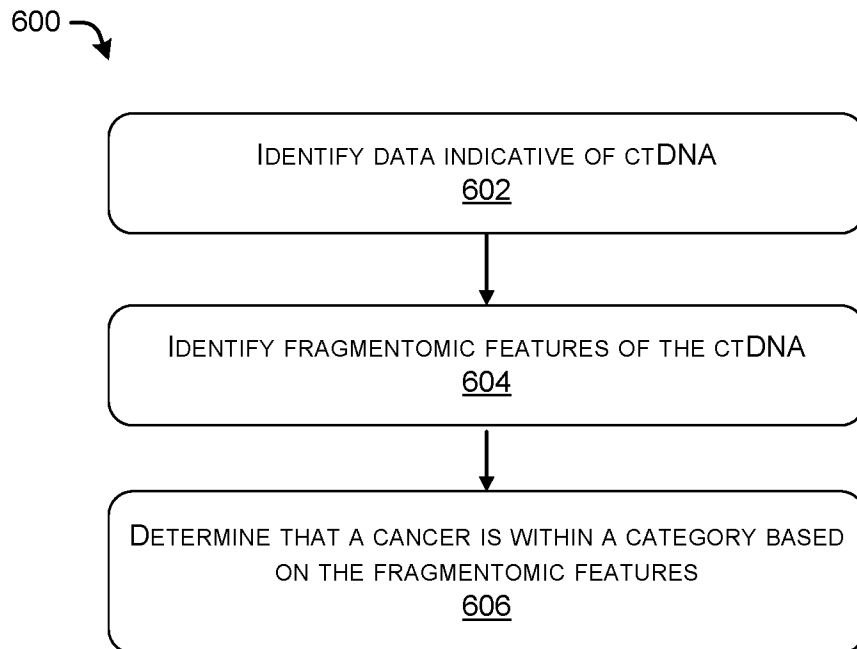 600
IDENTIFY DATA INDICATIVE OF CTDNA
602
IDENTIFY FRAGMENTOMIC FEATURES OF THE CTDNA
604
DETERMINE THAT A CANCER IS WITHIN A CATEGORY BASED
ON THE FRAGMENTOMIC FEATURES
606